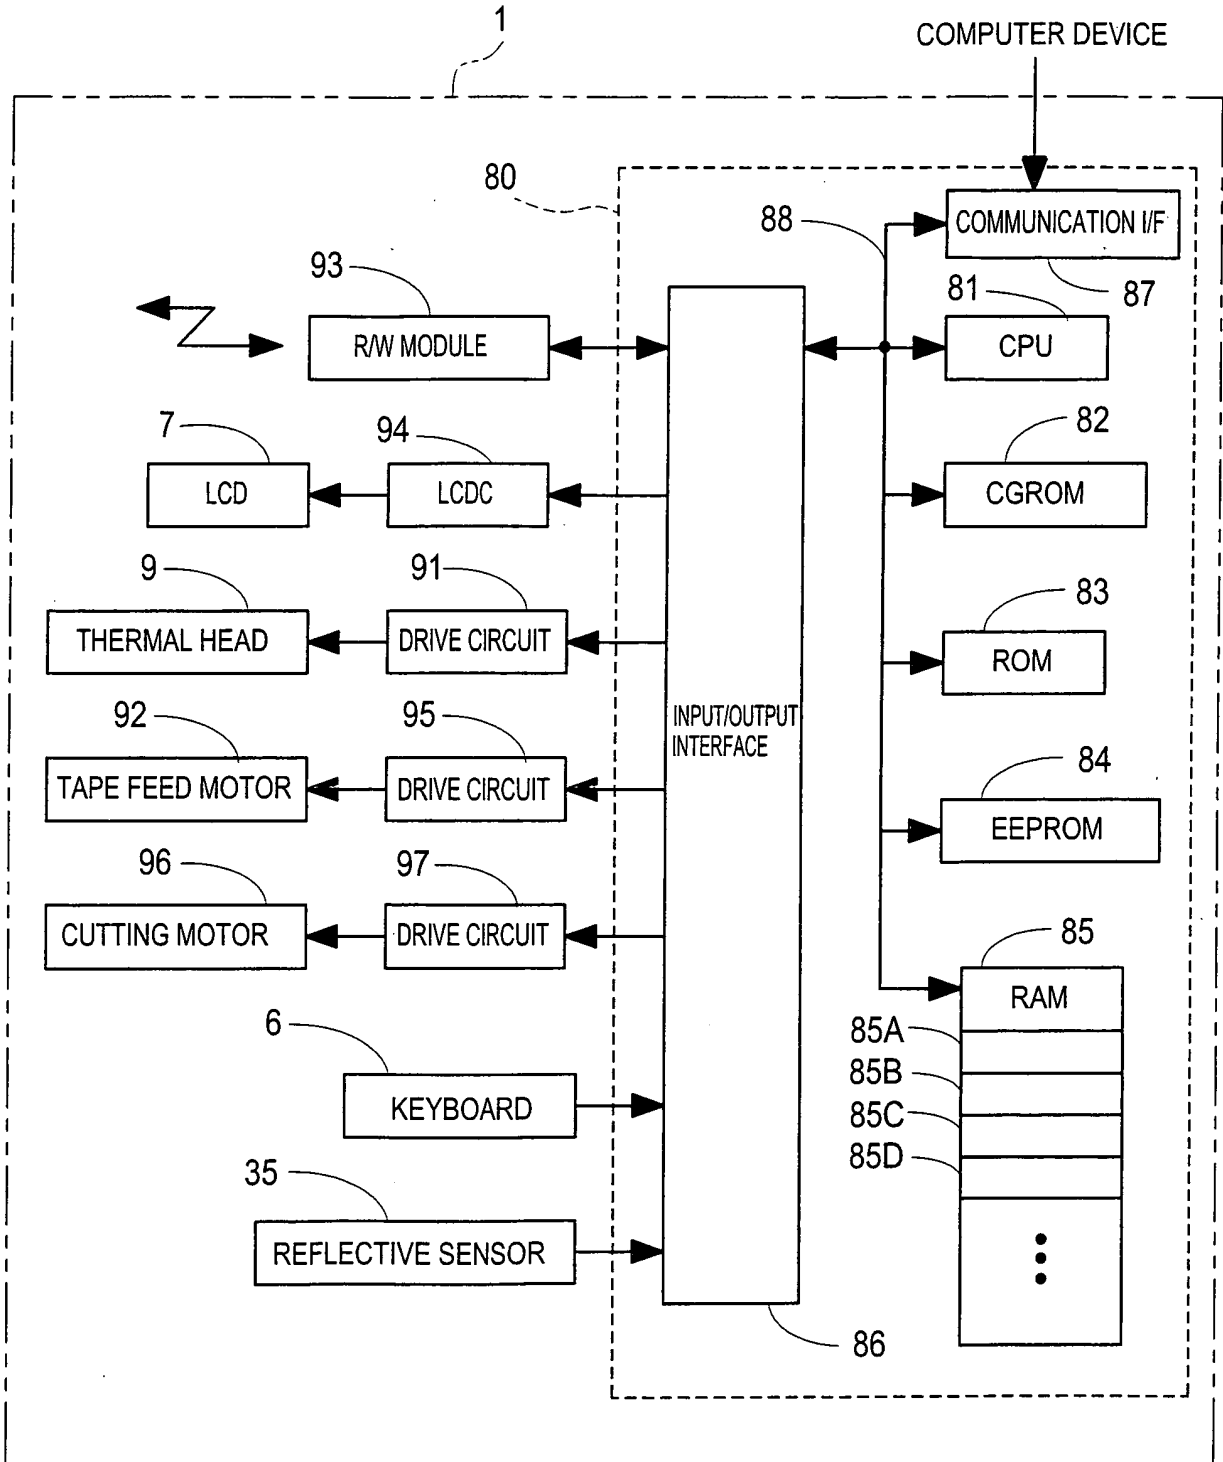 1
COMPUTER DEVICE
80
88
COMMUNICATION I/F
87
93
R/W MODULE
81
CPU
7
LCD
94
LCDC
82
CGROM
9
THERMAL HEAD
91
DRIVE CIRCUIT
83
ROM
INPUT/OUTPUT
INTERFACE
92
TAPE FEED MOTOR
95
DRIVE CIRCUIT
84
EEPROM
96
CUTTING MOTOR
97
DRIVE CIRCUIT
85
RAM
85A
85B
85C
85D
6
KEYBOARD
35
REFLECTIVE SENSOR
86